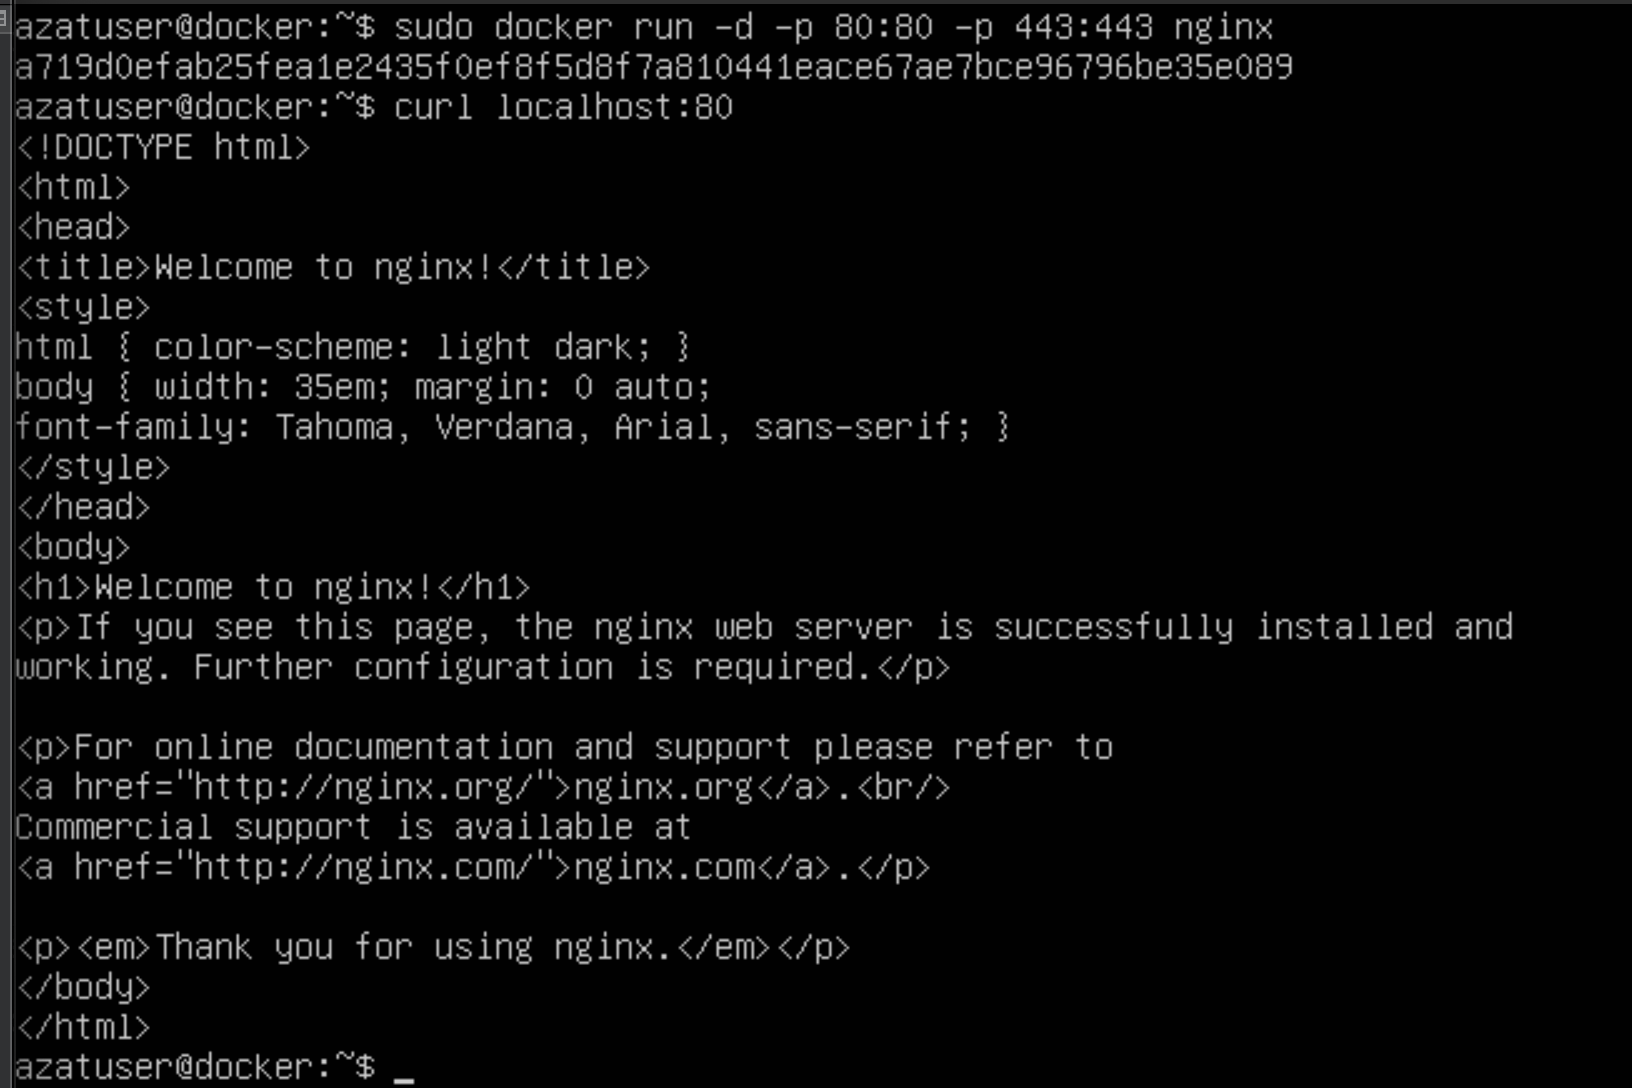 azatuser@docker:~$ sudo docker run -d -p 80:80 -p 443:443 nginx
a719d0efab25fea1e2435f0ef8f5d8f7a810441eace67ae7bce96796be35e089
azatuser@docker:~$ curl localhost:80
<!DOCTYPE html>
<html>
<head>
<title>Welcome to nginx!</title>
<style>
html { color-scheme: light dark; }
body { width: 35em; margin: 0 auto;
font-family: Tahoma, Verdana, Arial, sans-serif; }
</style>
</head>
<body>
<h1>Welcome to nginx!</h1>
<p>If you see this page, the nginx web server is successfully installed and
working. Further configuration is required.</p>

<p>For online documentation and support please refer to
<a href="http://nginx.org/">nginx.org</a>.<br/>
Commercial support is available at
<a href="http://nginx.com/">nginx.com</a>.</p>

<p><em>Thank you for using nginx.</em></p>
</body>
</html>
azatuser@docker:~$ _